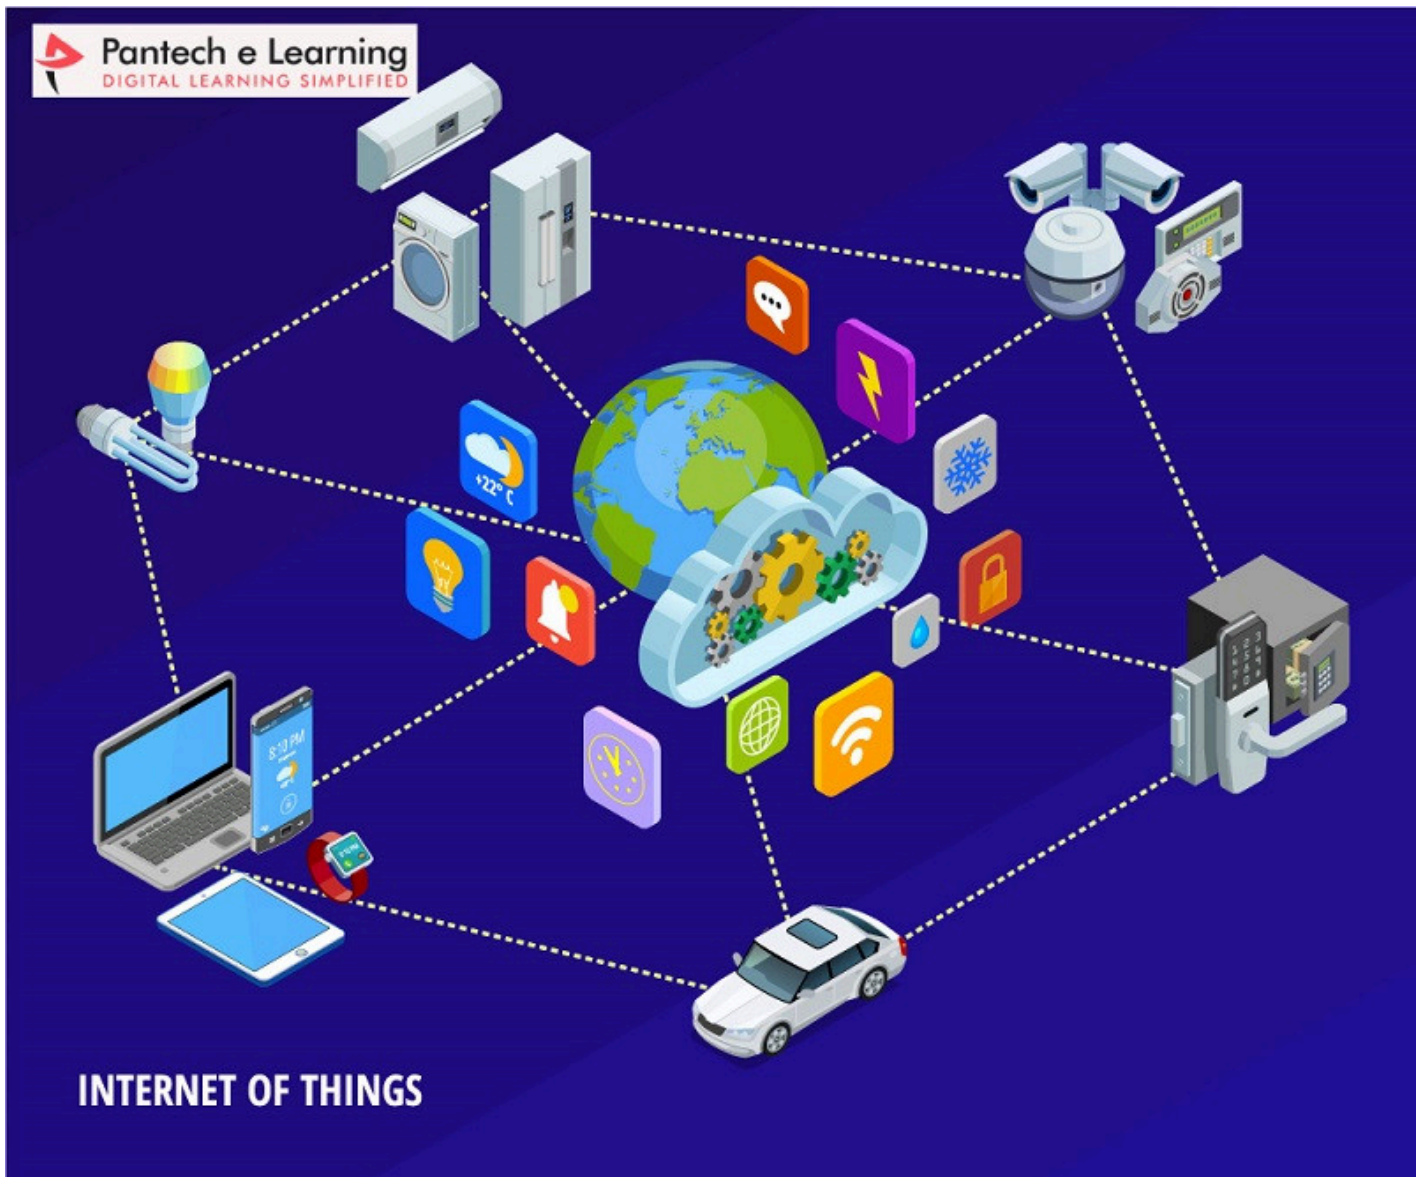 Pantech e Learning
DIGITAL LEARNING SIMPLIFIED
+22° C
8:10 PM
INTERNET OF THINGS